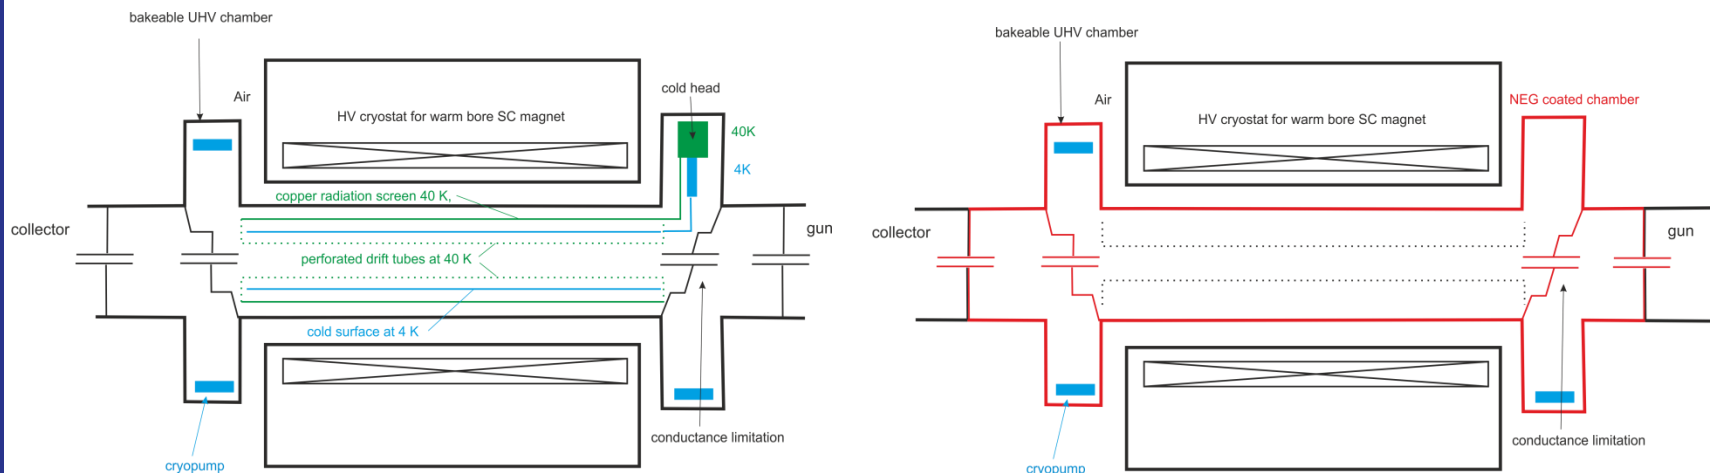 bakeable UHV chamber
Air
HV cryostat for warm bore SC magnet
cold head
40K
4K
copper radiation screen 40 K,
collector
gun
perforated drift tubes at 40 K
cold surface at 4 K
conductance limitation
cryopump
bakeable UHV chamber
Air
HV cryostat for warm bore SC magnet
NEG coated chamber
collector
gun
conductance limitation
cryopump